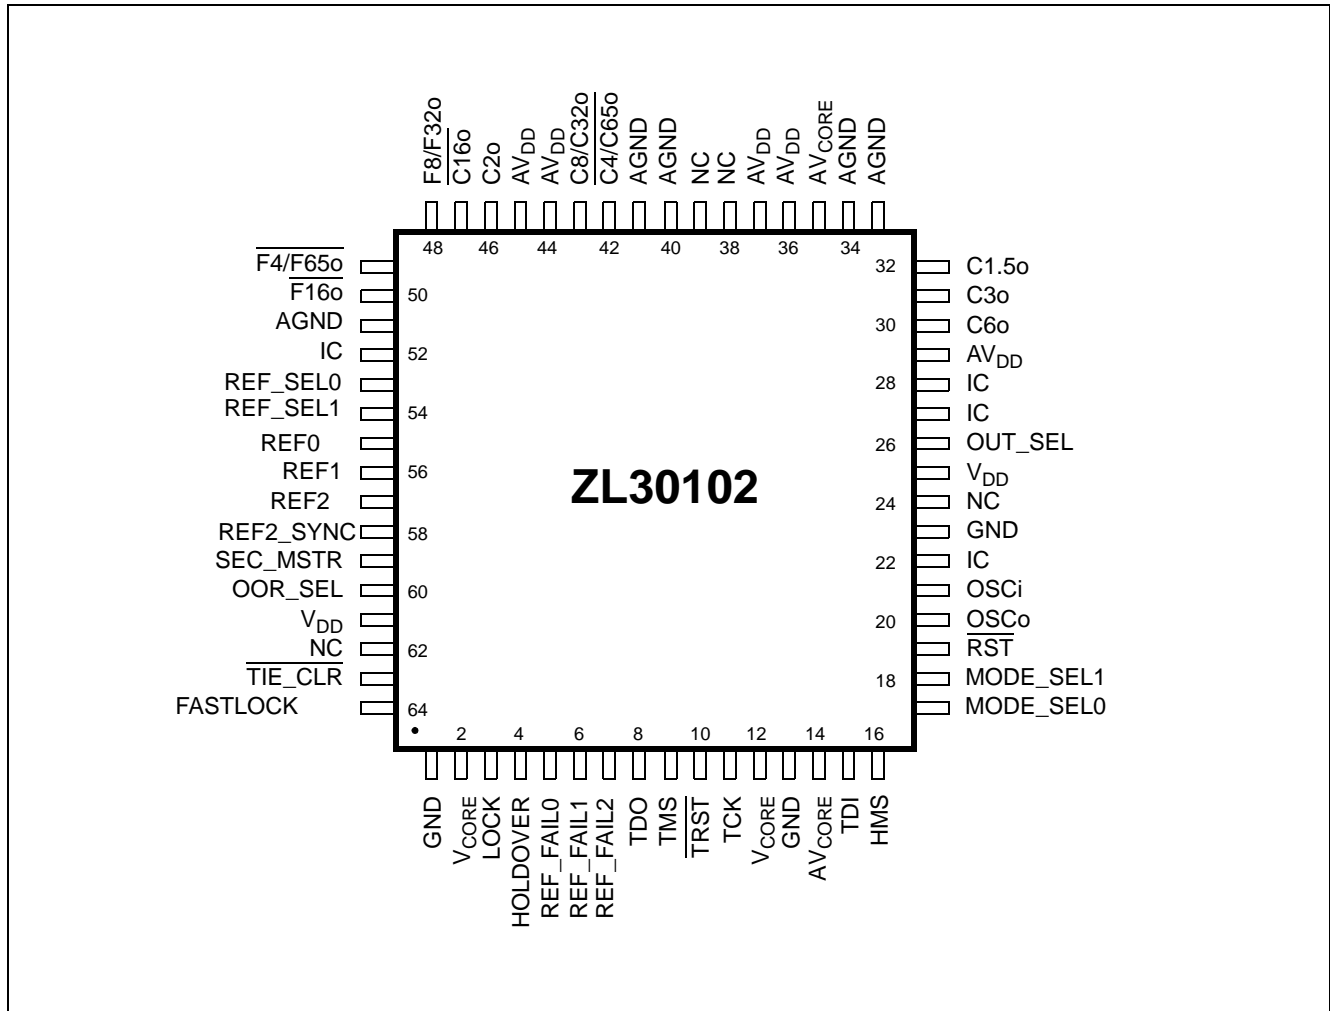 F8/F32o
C16o
C2o
AVDD
AVDD
C8/C32o
C4/C65o
AGND
AGND
NC
NC
AVDD
AVDD
AVCORE
AGND
AGND
48 46 44 42 40 38 36 34
F4/F65o
F16o
AGND
IC
REF_SEL0
REF_SEL1
REF0
REF1
REF2
REF2_SYNC
SEC_MSTR
OOR_SEL
VDD
NC
TIE_CLR
FASTLOCK
50
52
54
56
58
60
62
64
ZL30102
32
30
28
26
24
22
20
18
C1.5o
C3o
C6o
AVDD
IC
IC
OUT_SEL
VDD
NC
GND
IC
OSCi
OSCo
RST
MODE_SEL1
MODE_SEL0
2 4 6 8 10 12 14 16
GND
VCORE
LOCK
HOLDOVER
REF_FAIL0
REF_FAIL1
REF_FAIL2
TDO
TMS
TRST
TCK
VCORE
GND
AVCORE
TDI
HMS